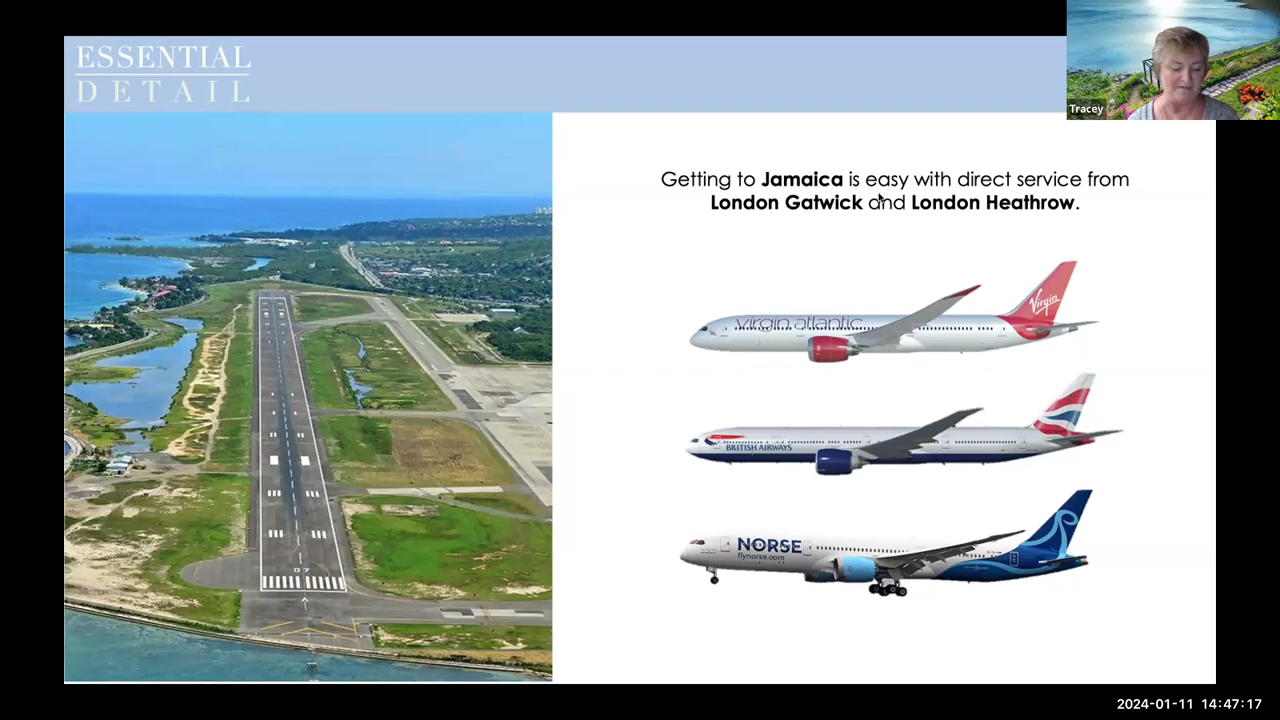 ESSENTIAL
DETAIL
Tracey
Getting to Jamaica is easy with direct service from
London Gatwick and London Heathrow.
Virgin
virgin atlantic
BRITISH AIRWAYS
NORSE
flynorse.com
07
2024-01-11 14:47:17